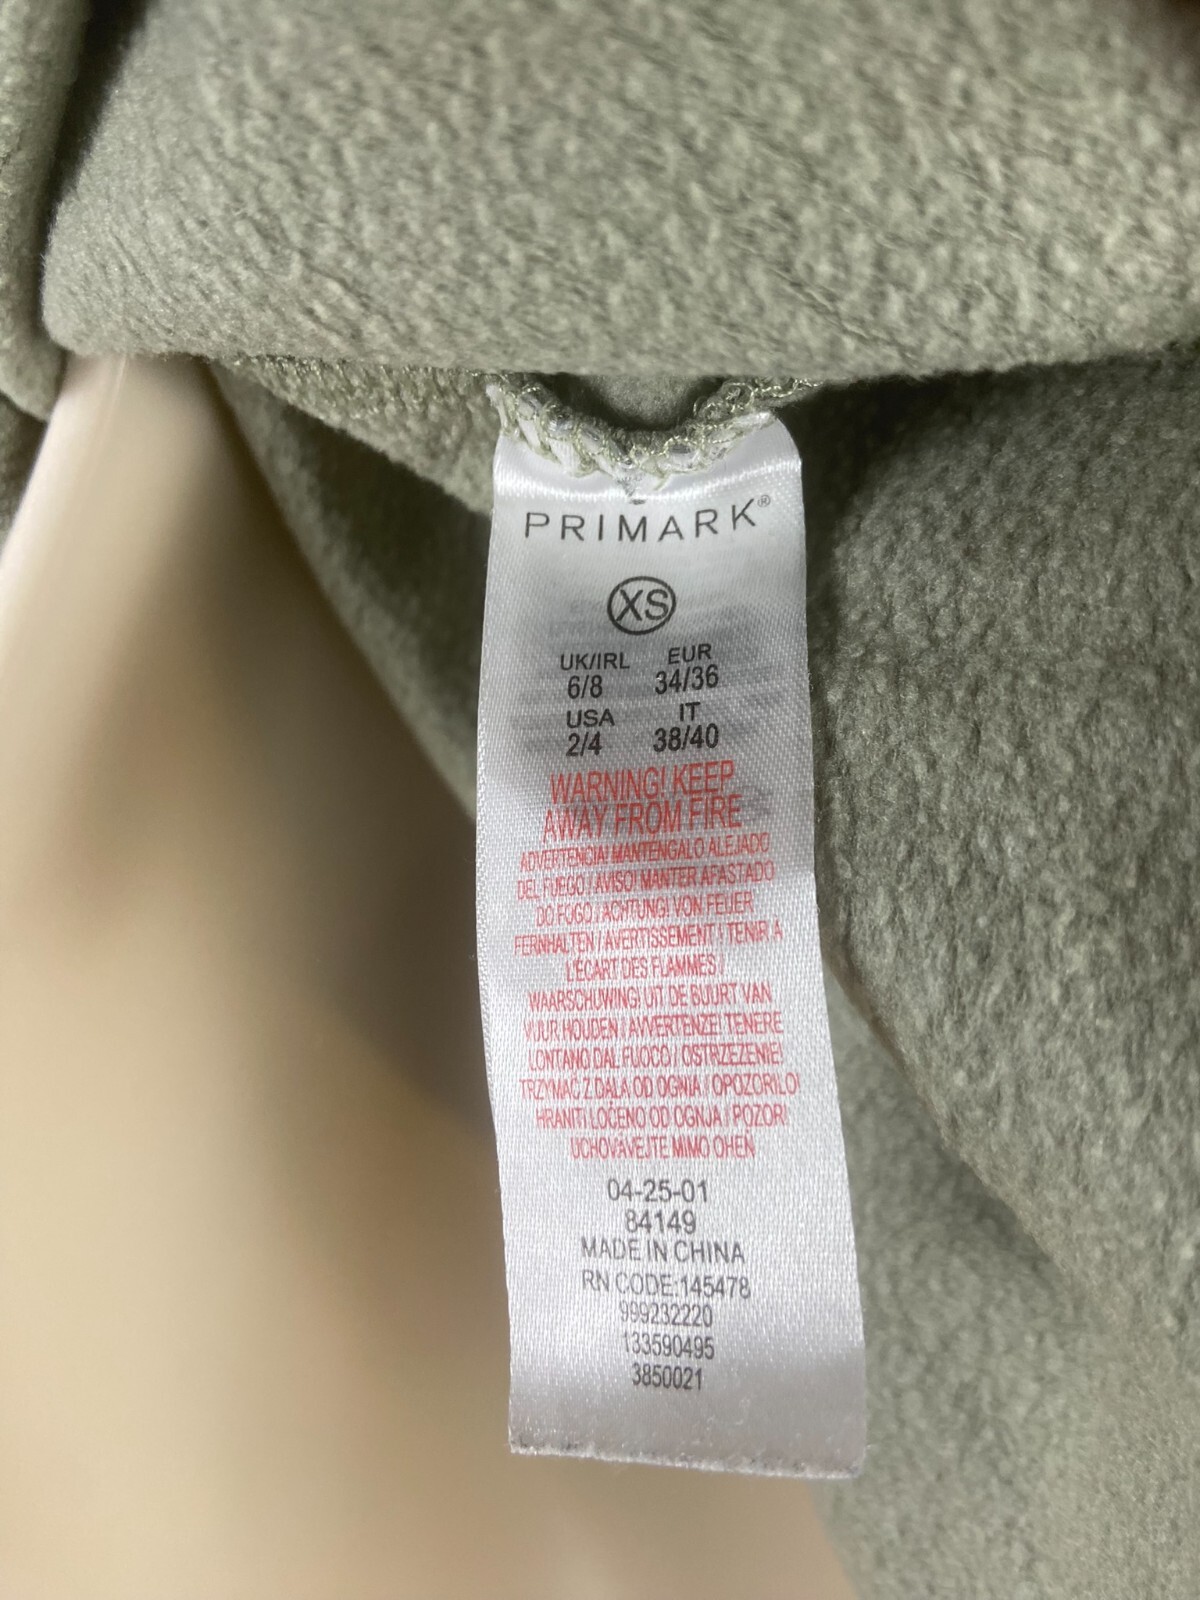 PRIMARK®
XS
UK/IRL EUR
6/8 34/36
USA IT
2/4 38/40
WARNING! KEEP
AWAY FROM FIRE
ADVERTENCIA! MANTENGALO ALEJADO
DEL FUEGO / AVISO! MANTER AFASTADO
DO FOGO / ACHTUNG! VON FEUER
FERNHALTEN / AVERTISSEMENT ! TENIR A
L'ÉCART DES FLAMMES /
WAARSCHUWING! UIT DE BUURT VAN
VUUR HOUDEN / AVVERTENZE! TENERE
LONTANO DAL FUOCO / OSTRZEZENIE!
TRZYMAC Z DALA OD OGNIA / OPOZORILO!
HRANITI LOČENO OD OGNJA / POZOR!
UCHOVÁVEJTE MIMO OHEŇ
04-25-01
84149
MADE IN CHINA
RN CODE:145478
999232220
133590495
3850021